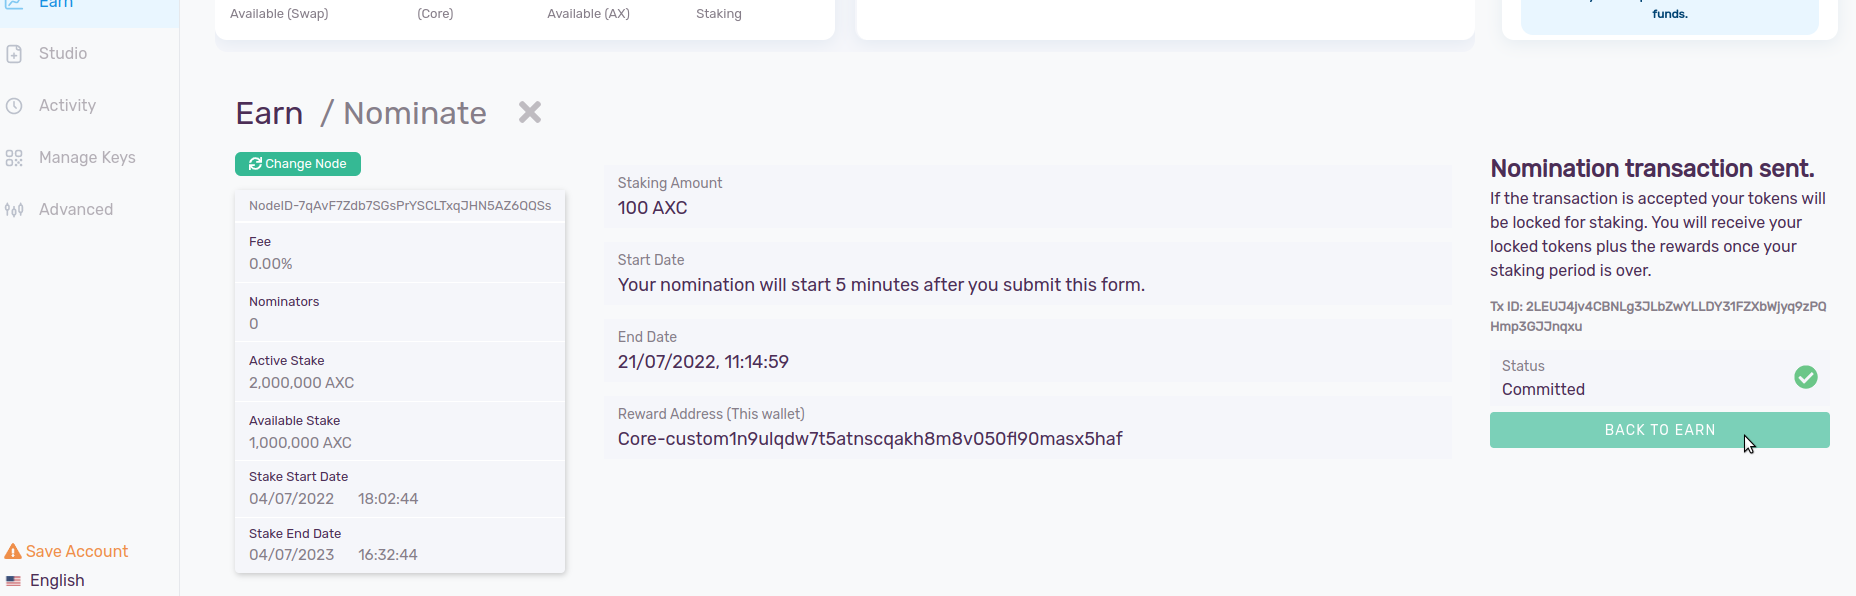 Earn
Available (Swap)
(Core)
Available (AX)
Staking
funds.
Studio
Activity
Manage Keys
Advanced
Save Account
English
Earn / Nominate
Change Node
NodeID-7qAvF7Zdb7SGsPrYSCLTxqJHN5AZ6QQSs
Fee
0.00%
Nominators
0
Active Stake
2,000,000 AXC
Available Stake
1,000,000 AXC
Stake Start Date
04/07/2022 18:02:44
Stake End Date
04/07/2023 16:32:44
Staking Amount
100 AXC
Start Date
Your nomination will start 5 minutes after you submit this form.
End Date
21/07/2022, 11:14:59
Reward Address (This wallet)
Core-custom1n9ulqdw7t5atnscqakh8m8v050fl90masx5haf
Nomination transaction sent.
If the transaction is accepted your tokens will
be locked for staking. You will receive your
locked tokens plus the rewards once your
staking period is over.
Tx ID: 2LEUJ4jv4CBNLg3JLbZwYLLDY31FZXbWjyq9zPQ
Hmp3GJJnqxu
Status
Committed
BACK TO EARN